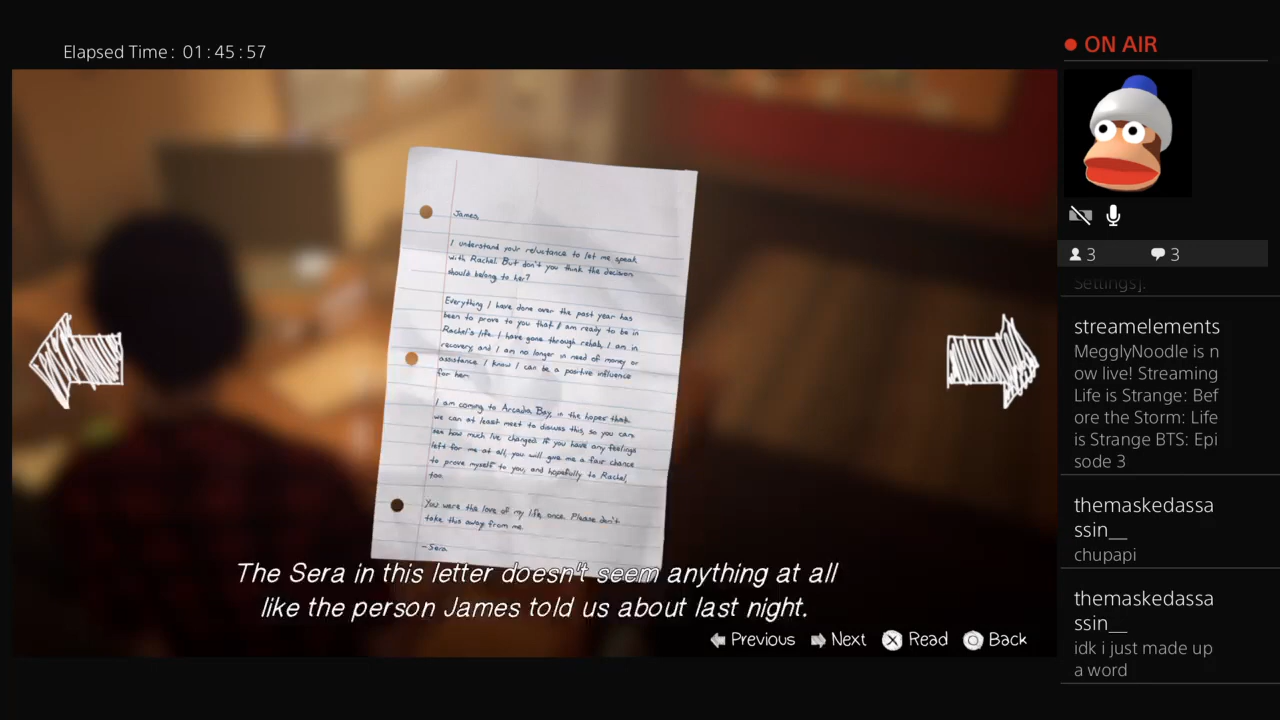 Elapsed Time: 01:45:57
ON AIR
3
3
Settings].
streamelements
MegglyNoodle is n
ow live! Streaming
Life is Strange: Bef
ore the Storm: Life
is Strange BTS: Epi
sode 3
themaskedassa
ssin__
chupapi
themaskedassa
ssin__
idk i just made up
a word
James,
I understand your reluctance to let me speak
with Rachel. But don't you think the decision
should belong to her?
Everything I have done over the past year has
been to prove to you that I am ready to be in
Rachel's life. I have gone through rehab, I am in
recovery, and I am no longer in need of money or
assistance. I know I can be a positive influence
for her.
I am coming to Arcadia Bay, in the hopes that
we can at least meet to discuss this, so you can
see how much I've changed. If you have any feelings
left for me at all, you will give me a fair chance
to prove myself to you, and hopefully to Rachel,
too.
You were the love of my life, once. Please don't
take this away from me.
-Sera
The Sera in this letter doesn't seem anything at all
like the person James told us about last night.
Previous Next Read Back